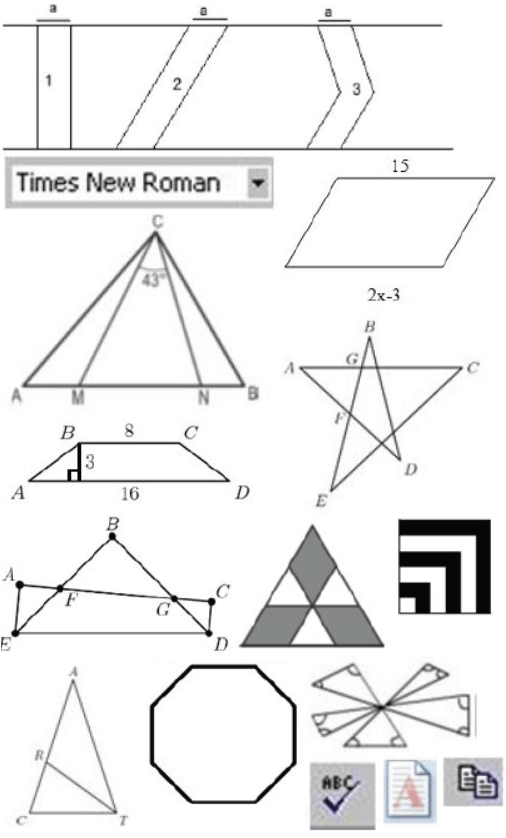 a a a
1 2 3
Times New Roman
15
2x-3
C
43°
A M N B
B
A G C
F
D
E
B 8 C
3
A 16 D
B
A F G C
E D
A
R
C T
ABC
A